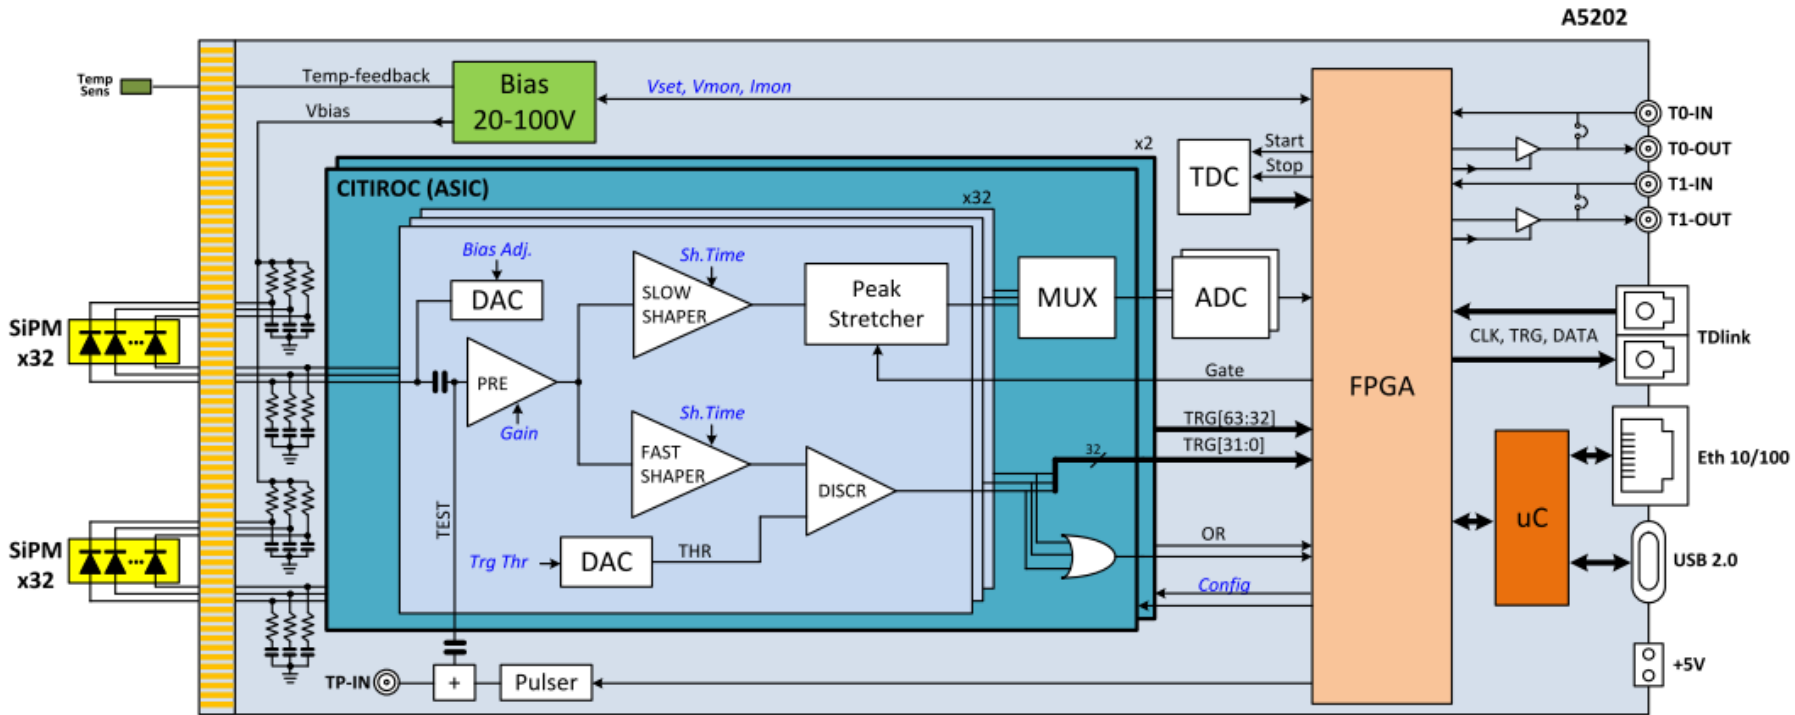 A5202
Temp
Sens
Temp-feedback
Bias
20-100V
Vset, Vmon, Imon
Vbias
T0-IN
T0-OUT
T1-IN
T1-OUT
x2
Start
Stop
TDC
CITIROC (ASIC)
x32
Bias Adj.
DAC
Sh.Time
SLOW
SHAPER
Peak
Stretcher
MUX
ADC
CLK, TRG, DATA
TDlink
SiPM
x32
PRE
Gain
Gate
FPGA
TRG[63:32]
TRG[31:0]
32
Sh.Time
FAST
SHAPER
DISCR
Eth 10/100
uC
TEST
SiPM
x32
Trg Thr
DAC
THR
OR
USB 2.0
Config
+5V
TP-IN
+
Pulser